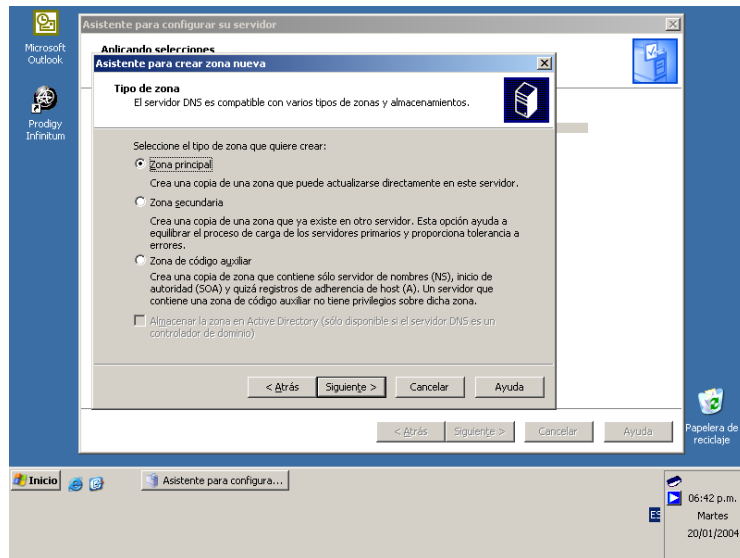 Microsoft
Outlook
Prodigy
Infinitum
Asistente para configurar su servidor
Aplicando selecciones
Asistente para crear zona nueva
Tipo de zona
El servidor DNS es compatible con varios tipos de zonas y almacenamientos.
Seleccione el tipo de zona que quiere crear:
Zona principal
Crea una copia de una zona que puede actualizarse directamente en este servidor.
Zona secundaria
Crea una copia de una zona que ya existe en otro servidor. Esta opción ayuda a
equilibrar el proceso de carga de los servidores primarios y proporciona tolerancia a
errores.
Zona de código auxiliar
Crea una copia de zona que contiene sólo servidor de nombres (NS), inicio de
autoridad (SOA) y quizá registros de adherencia de host (A). Un servidor que
contiene una zona de código auxiliar no tiene privilegios sobre dicha zona.
Almacenar la zona en Active Directory (sólo disponible si el servidor DNS es un
controlador de dominio)
< Atrás Siguiente > Cancelar Ayuda
< Atrás Siguiente > Cancelar Ayuda
Papelera de
reciclaje
Inicio
Asistente para configura...
ES
06:42 p.m.
Martes
20/01/2004